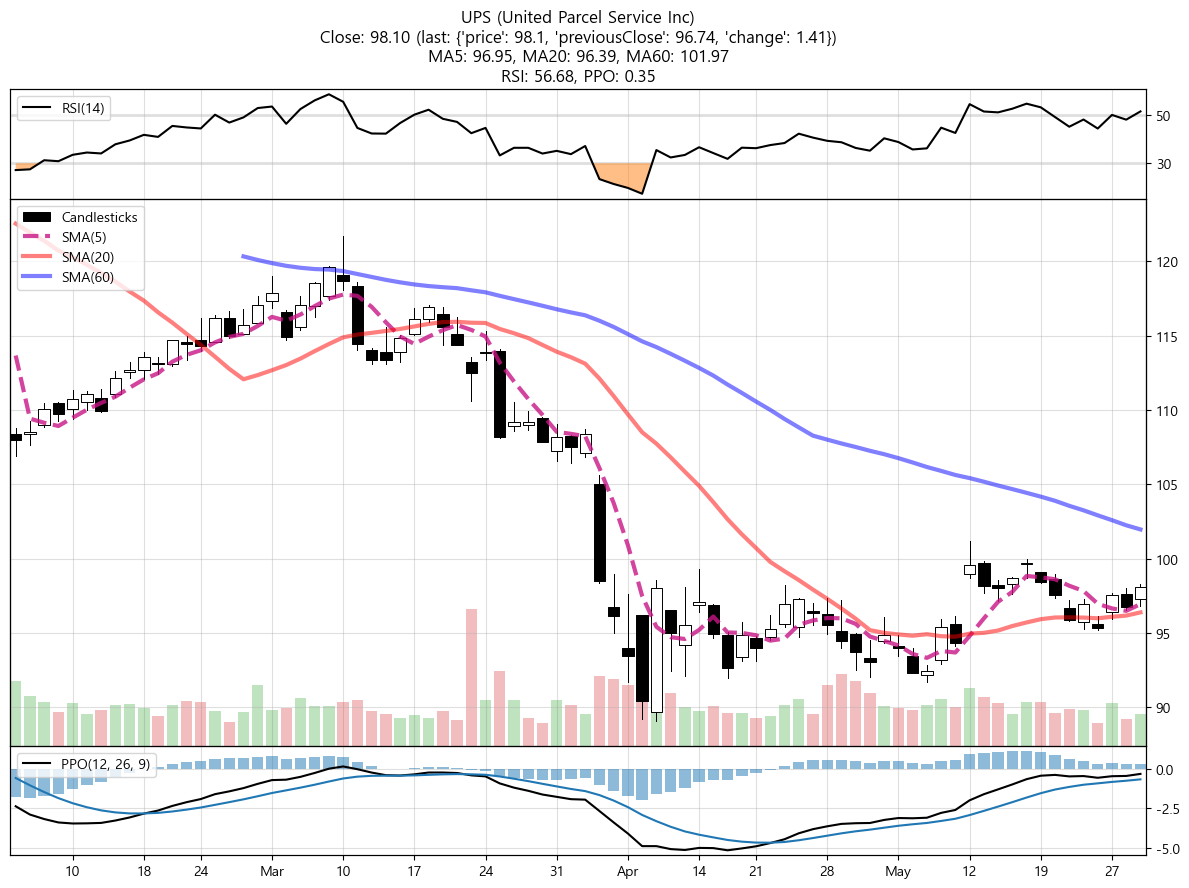 UPS (United Parcel Service Inc)
Close: 98.10 (last: {'price': 98.1, 'previousClose': 96.74, 'change': 1.41})
MA5: 96.95, MA20: 96.39, MA60: 101.97
RSI: 56.68, PPO: 0.35
RSI(14)
50
30
Candlesticks
SMA(5)
SMA(20)
SMA(60)
120
115
110
105
100
95
90
PPO(12, 26, 9)
0.0
-2.5
-5.0
10 18 24 Mar 10 17 24 31 Apr 14 21 28 May 12 19 27